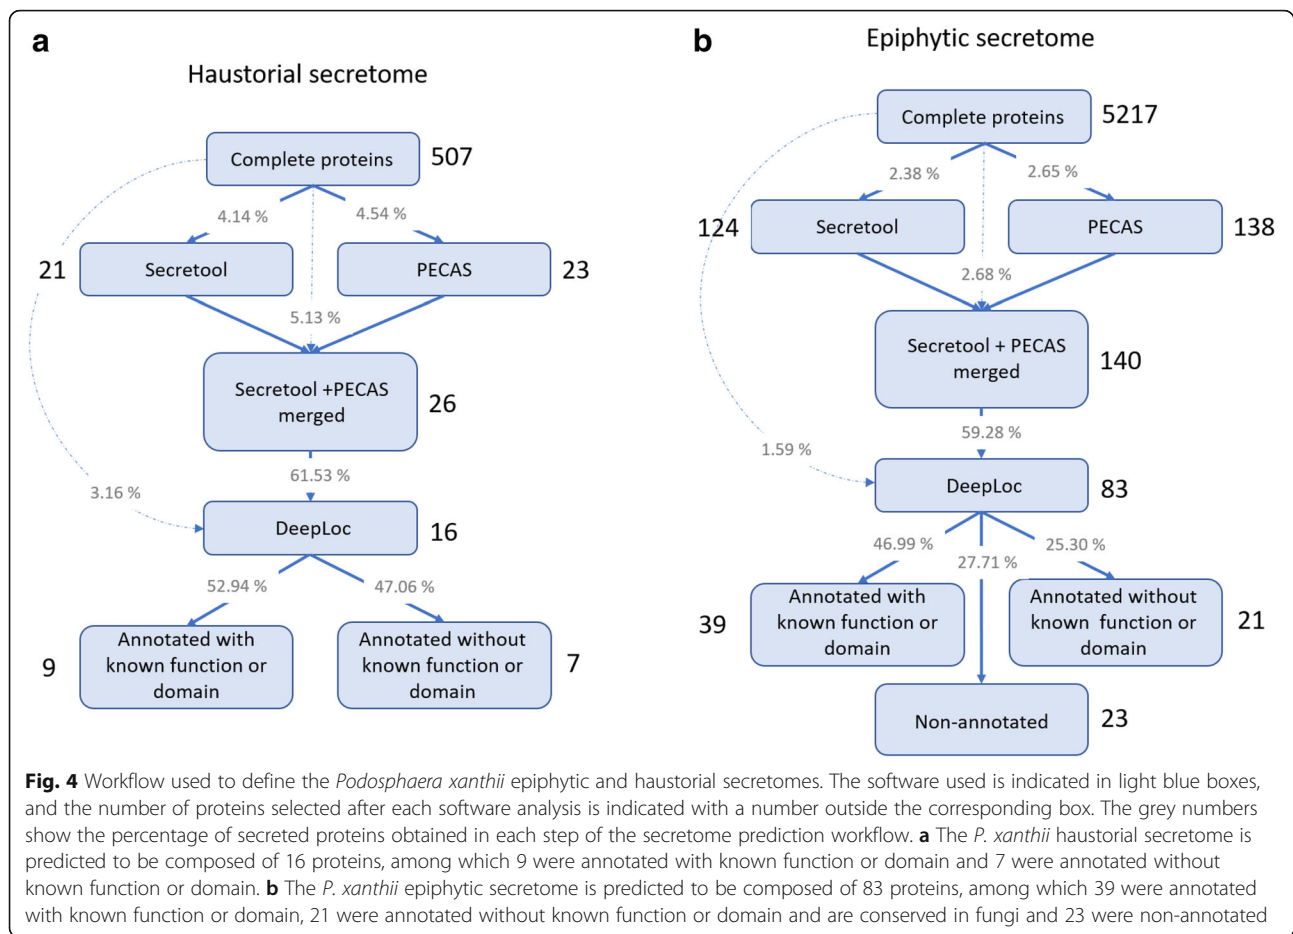 a
Haustorial secretome
Complete proteins 507
4.14 % 4.54 %
21 Secretool PECAS 23
5.13 %
Secretool +PECAS
merged
26
61.53 %
3.16 %
DeepLoc 16
52.94 % 47.06 %
9
Annotated with
known function or
domain
Annotated without
known function or
domain
7
b
Epiphytic secretome
Complete proteins 5217
2.38 % 2.65 %
124 Secretool PECAS 138
2.68 %
Secretool + PECAS
merged
140
59.28 %
1.59 %
DeepLoc 83
46.99 % 27.71 % 25.30 %
39
Annotated with
known function or
domain
Annotated without
known function or
domain
21
Non-annotated 23
Fig. 4 Workflow used to define the Podosphaera xanthii epiphytic and haustorial secretomes. The software used is indicated in light blue boxes,
and the number of proteins selected after each software analysis is indicated with a number outside the corresponding box. The grey numbers
show the percentage of secreted proteins obtained in each step of the secretome prediction workflow. a The P. xanthii haustorial secretome is
predicted to be composed of 16 proteins, among which 9 were annotated with known function or domain and 7 were annotated without
known function or domain. b The P. xanthii epiphytic secretome is predicted to be composed of 83 proteins, among which 39 were annotated
with known function or domain, 21 were annotated without known function or domain and are conserved in fungi and 23 were non-annotated